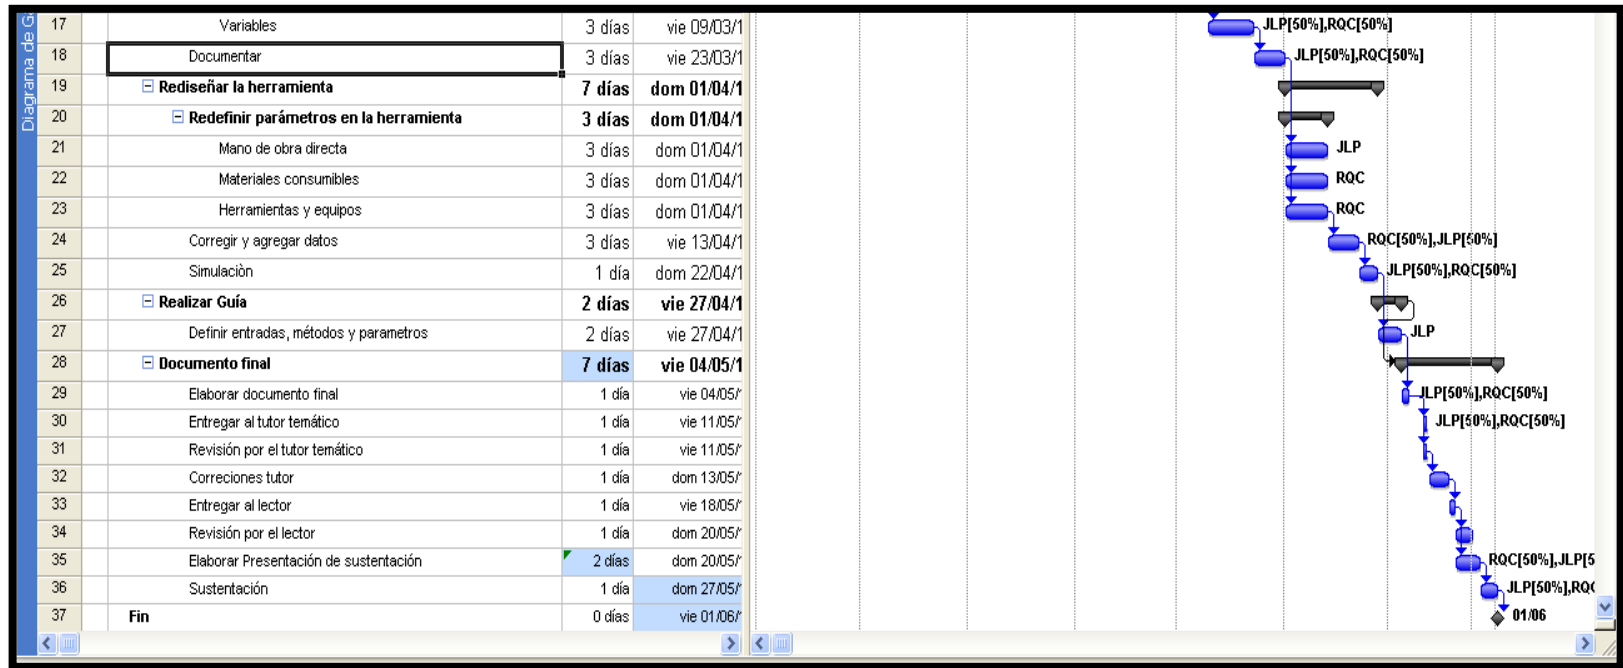 Diagrama de Ga
17 Variables 3 días vie 09/03/1 JLP[50%],RQC[50%]
18 Documentar 3 días vie 23/03/1 JLP[50%],RQC[50%]
19 Rediseñar la herramienta 7 días dom 01/04/1
20 Redefinir parámetros en la herramienta 3 días dom 01/04/1
21 Mano de obra directa 3 días dom 01/04/1 JLP
22 Materiales consumibles 3 días dom 01/04/1 RQC
23 Herramientas y equipos 3 días dom 01/04/1 RQC
24 Corregir y agregar datos 3 días vie 13/04/1 RQC[50%],JLP[50%]
25 Simulaciòn 1 día dom 22/04/1 JLP[50%],RQC[50%]
26 Realizar Guía 2 días vie 27/04/1
27 Definir entradas, métodos y parametros 2 días vie 27/04/1 JLP
28 Documento final 7 días vie 04/05/1
29 Elaborar documento final 1 día vie 04/05/ JLP[50%],RQC[50%]
30 Entregar al tutor temático 1 día vie 11/05/ JLP[50%],RQC[50%]
31 Revisión por el tutor temático 1 día vie 11/05/
32 Correciones tutor 1 día dom 13/05/
33 Entregar al lector 1 día vie 18/05/
34 Revisión por el lector 1 día dom 20/05/
35 Elaborar Presentación de sustentación 2 días dom 20/05/ RQC[50%],JLP[5
36 Sustentación 1 día dom 27/05/ JLP[50%],RQC
37 Fin 0 días vie 01/06/ 01/06